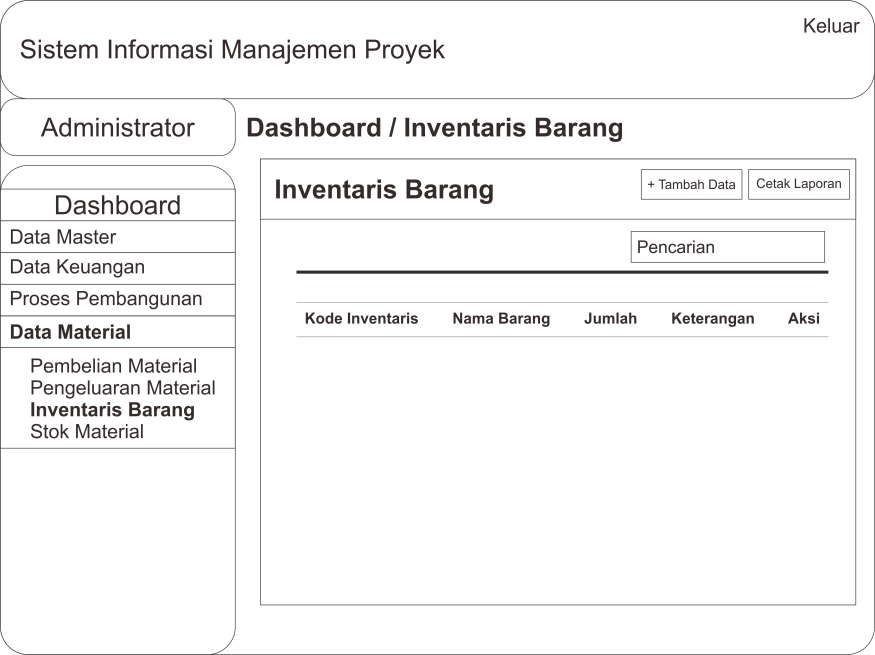 Keluar
Sistem Informasi Manajemen Proyek
Administrator
Dashboard / Inventaris Barang
Dashboard
Data Master
Data Keuangan
Proses Pembangunan
Data Material
Pembelian Material
Pengeluaran Material
Inventaris Barang
Stok Material
Inventaris Barang
+ Tambah Data
Cetak Laporan
Pencarian
Kode Inventaris Nama Barang Jumlah Keterangan Aksi